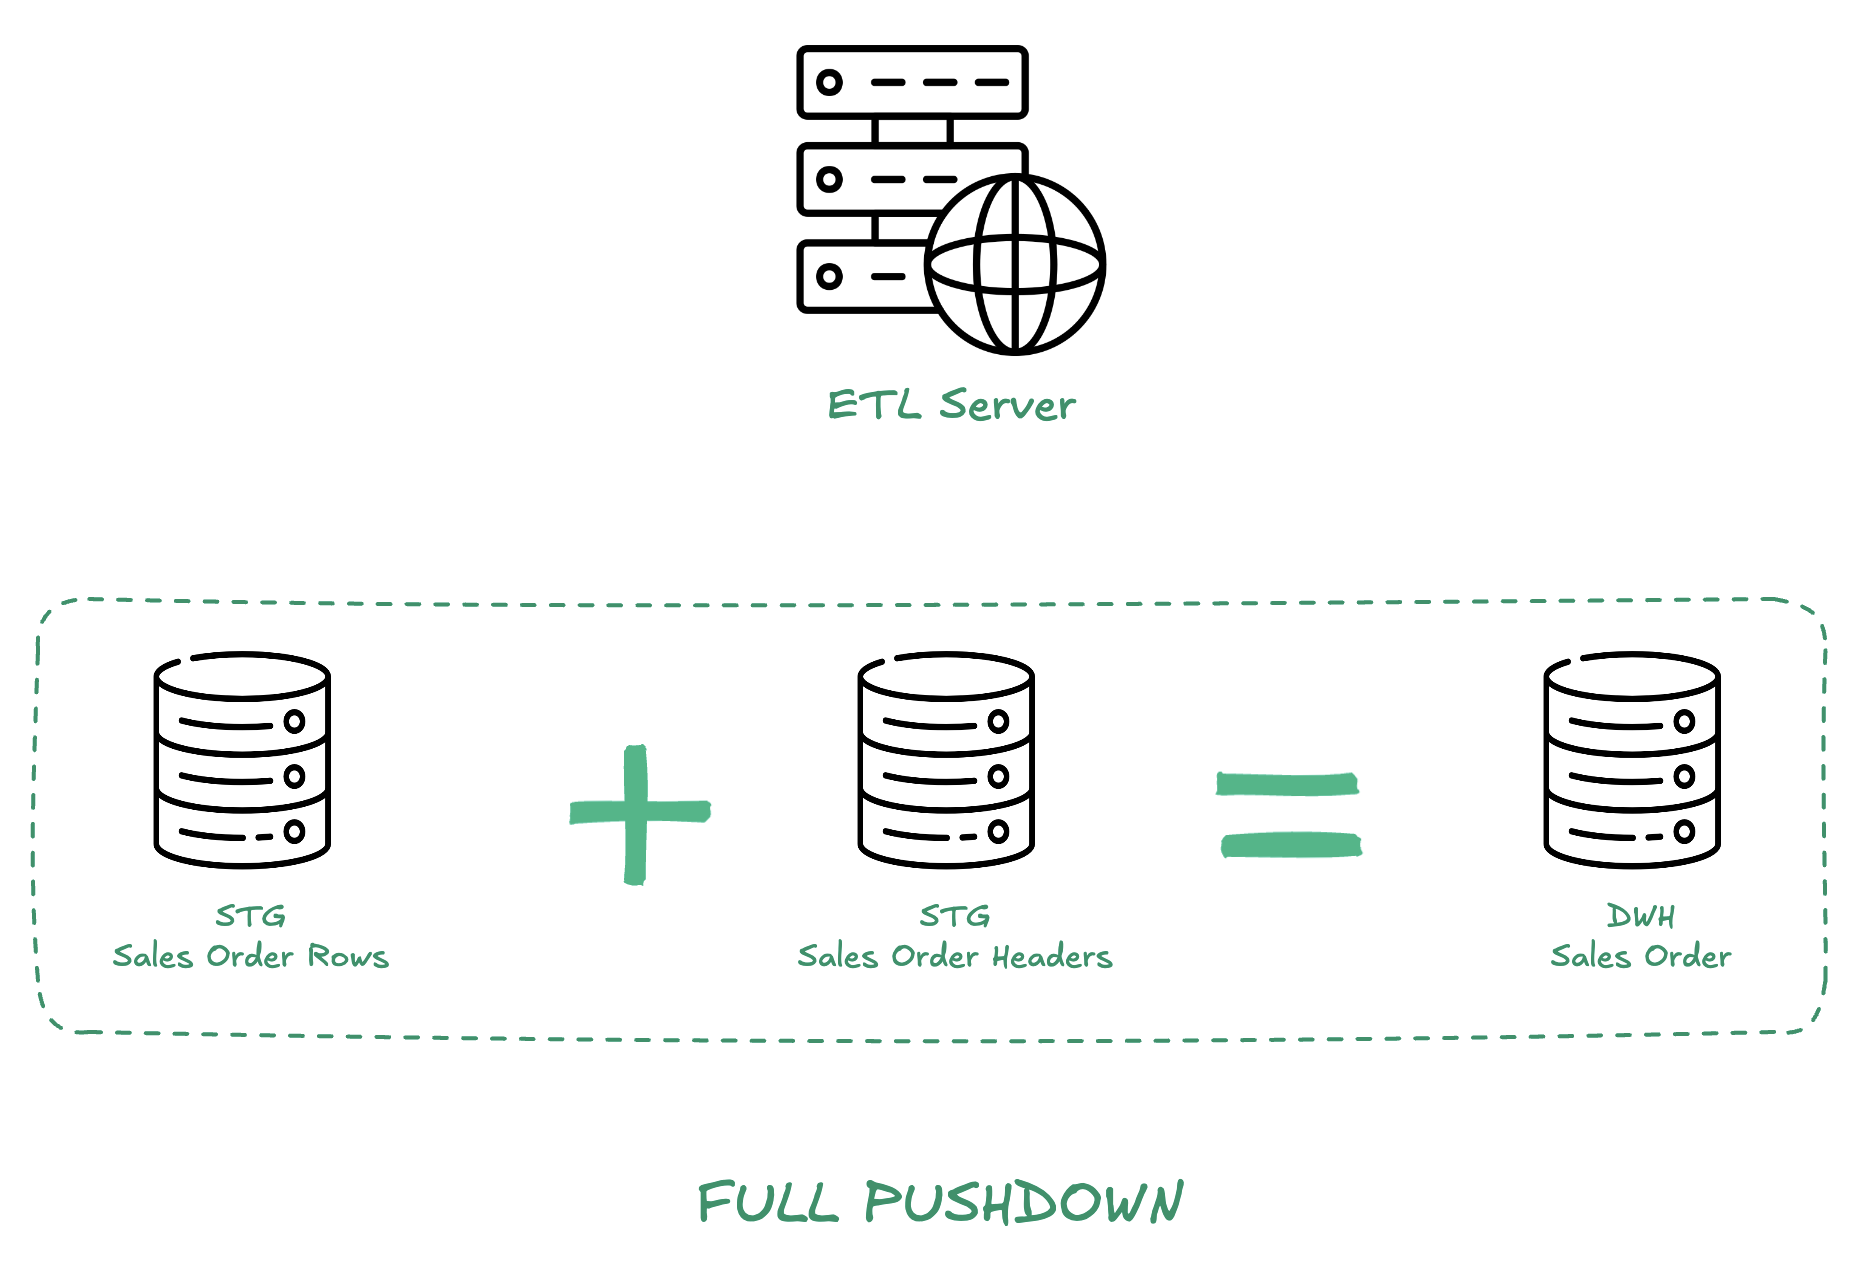 ETL Server
STG
Sales Order Rows
STG
Sales Order Headers
DWH
Sales Order
FULL PUSHDOWN